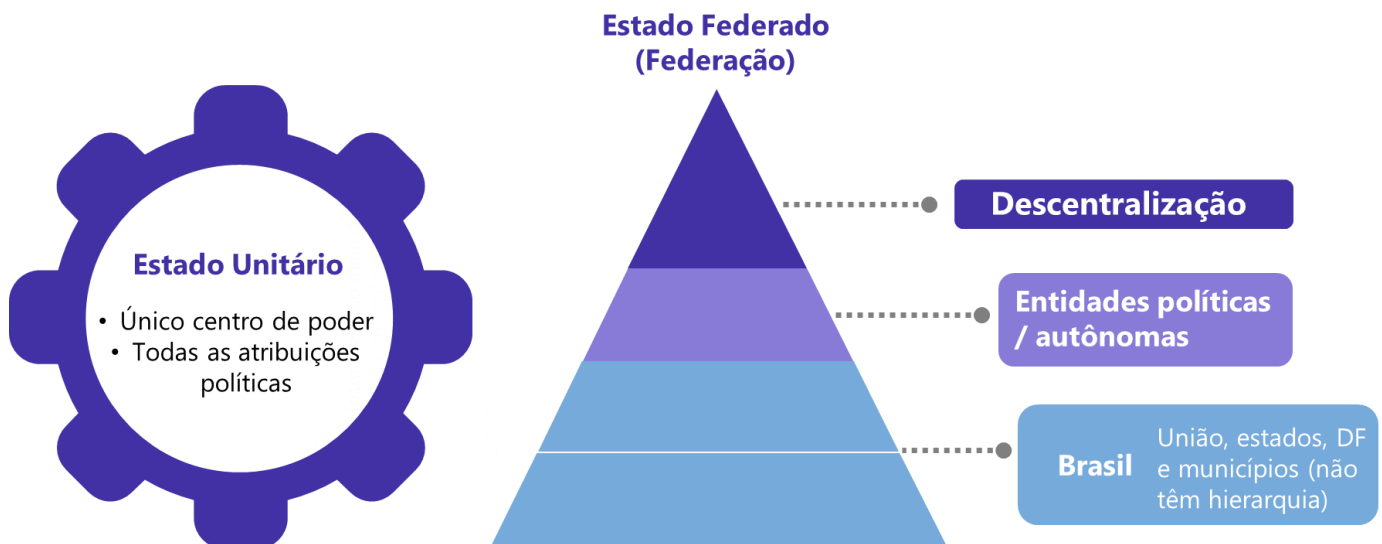 Estado Federado
(Federação)
Estado Unitário
• Único centro de poder
• Todas as atribuições
políticas
Descentralização
Entidades políticas
/ autônomas
Brasil
União, estados, DF
e municípios (não
têm hierarquia)